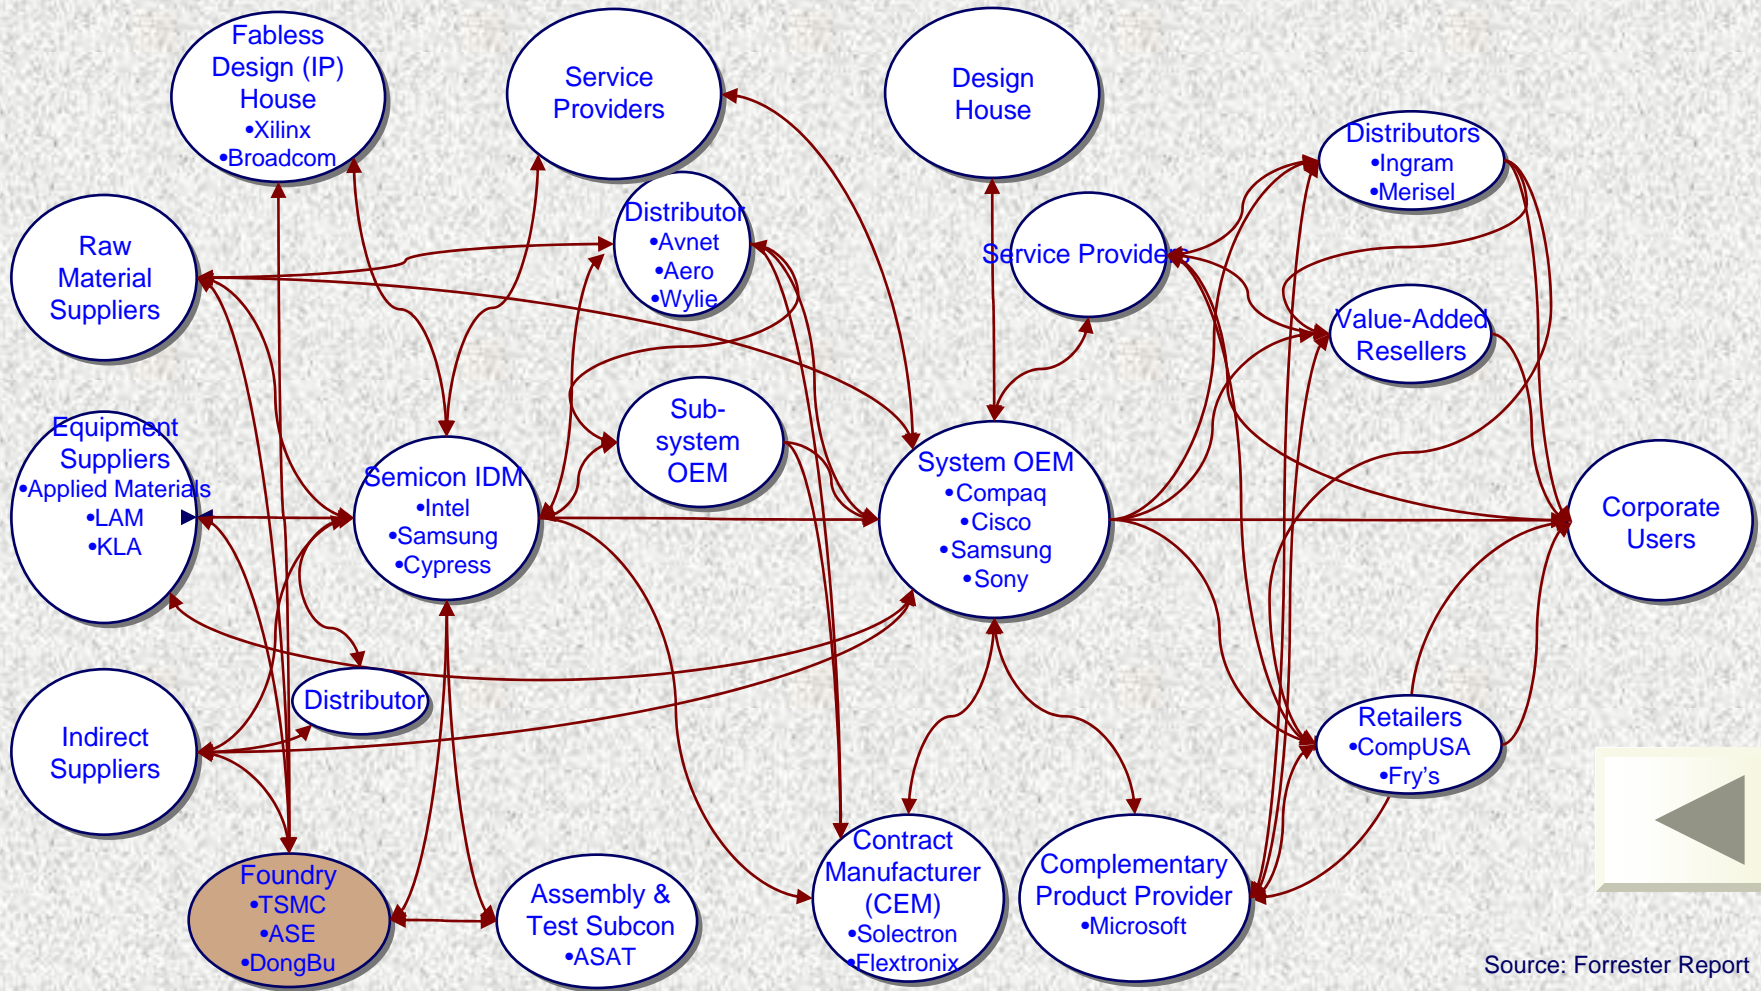 Fabless
Design (IP)
House
•Xilinx
•Broadcom
Service
Providers
Design
House
Distributors
•Ingram
•Merisel
Raw
Material
Suppliers
Distributor
•Avnet
•Aero
•Wylie
Service Providers
Value-Added
Resellers
Equipment
Suppliers
•Applied Materials
•LAM
•KLA
Semicon IDM
•Intel
•Samsung
•Cypress
Sub-
system
OEM
System OEM
•Compaq
•Cisco
•Samsung
•Sony
Corporate
Users
Indirect
Suppliers
Distributor
Retailers
•CompUSA
•Fry's
Foundry
•TSMC
•ASE
•DongBu
Assembly &
Test Subcon
•ASAT
Contract
Manufacturer
(CEM)
•Solectron
•Flextronix
Complementary
Product Provider
•Microsoft
Source: Forrester Report